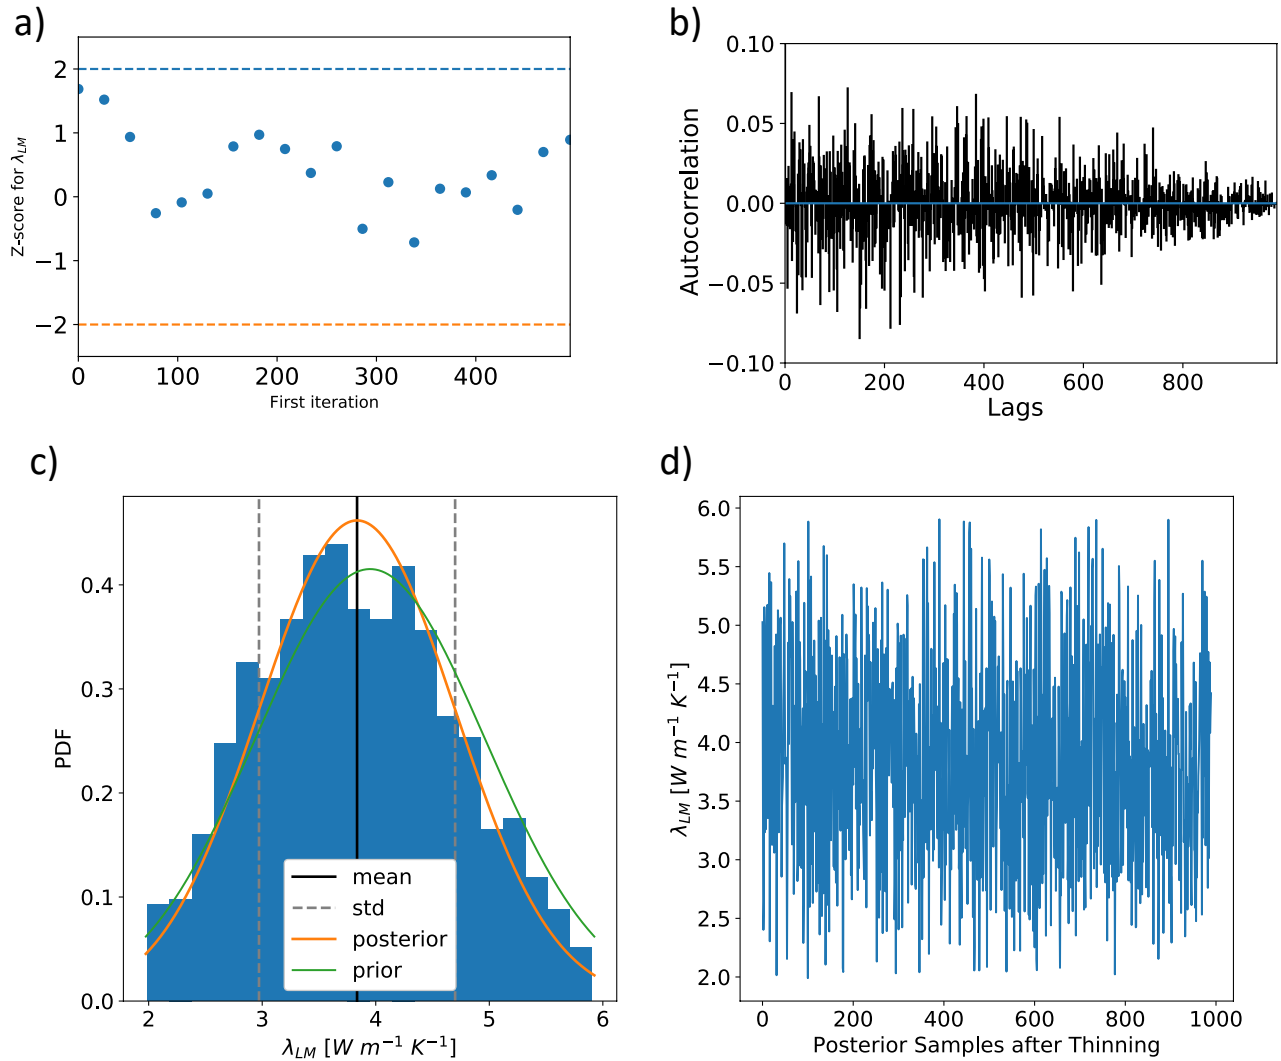 a)
Z-score for λLM
2
1
0
−1
−2
0 100 200 300 400
First iteration
b)
Autocorrelation
0.10
0.05
0.00
−0.05
−0.10
0 200 400 600 800
Lags
c)
PDF
0.4
0.3
0.2
0.1
0.0
mean
std
posterior
prior
2 3 4 5 6
λLM [W m−1 K−1]
d)
λLM [W m−1 K−1]
6.0
5.5
5.0
4.5
4.0
3.5
3.0
2.5
2.0
0 200 400 600 800 1000
Posterior Samples after Thinning